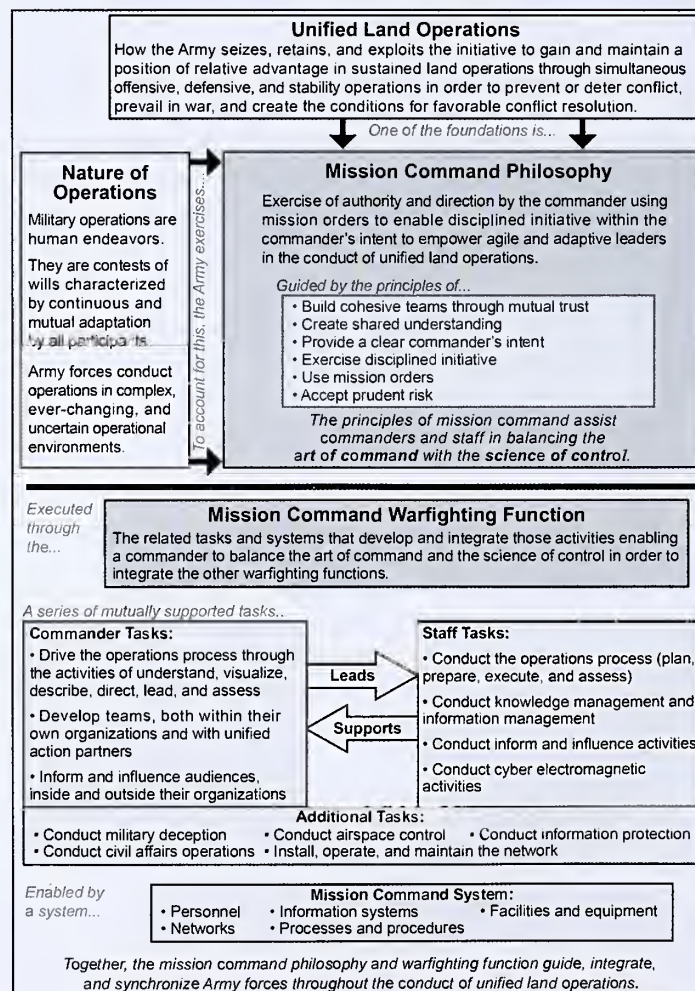 Unified Land Operations
How the Army seizes, retains, and exploits the initiative to gain and maintain a
position of relative advantage in sustained land operations through simultaneous
offensive, defensive, and stability operations in order to prevent or deter conflict,
prevail in war, and create the conditions for favorable conflict resolution.
One of the foundations is...
Nature of
Operations
Military operations are
human endeavors.
They are contests of
wills characterized
by continuous and
mutual adaptation
by all participants.
Army forces conduct
operations in complex,
ever-changing, and
uncertain operational
environments.
To account for this, the Army exercises....
Mission Command Philosophy
Exercise of authority and direction by the commander using
mission orders to enable disciplined initiative within the
commander's intent to empower agile and adaptive leaders
in the conduct of unified land operations.
Guided by the principles of...
• Build cohesive teams through mutual trust
• Create shared understanding
• Provide a clear commander's intent
• Exercise disciplined initiative
• Use mission orders
• Accept prudent risk
The principles of mission command assist
commanders and staff in balancing the
art of command with the science of control.
Executed
through
the...
Mission Command Warfighting Function
The related tasks and systems that develop and integrate those activities enabling
a commander to balance the art of command and the science of control in order to
integrate the other warfighting functions.
A series of mutually supported tasks..
Commander Tasks:
• Drive the operations process through
the activities of understand, visualize,
describe, direct, lead, and assess
• Develop teams, both within their
own organizations and with unified
action partners
• Inform and influence audiences,
inside and outside their organizations
Leads
Supports
Staff Tasks:
• Conduct the operations process (plan,
prepare, execute, and assess)
• Conduct knowledge management and
information management
• Conduct inform and influence activities
• Conduct cyber electromagnetic
activities
Additional Tasks:
• Conduct military deception • Conduct airspace control • Conduct information protection
• Conduct civil affairs operations • Install, operate, and maintain the network
Enabled by
a system...
Mission Command System:
• Personnel • Information systems • Facilities and equipment
• Networks • Processes and procedures
Together, the mission command philosophy and warfighting function guide, integrate,
and synchronize Army forces throughout the conduct of unified land operations.